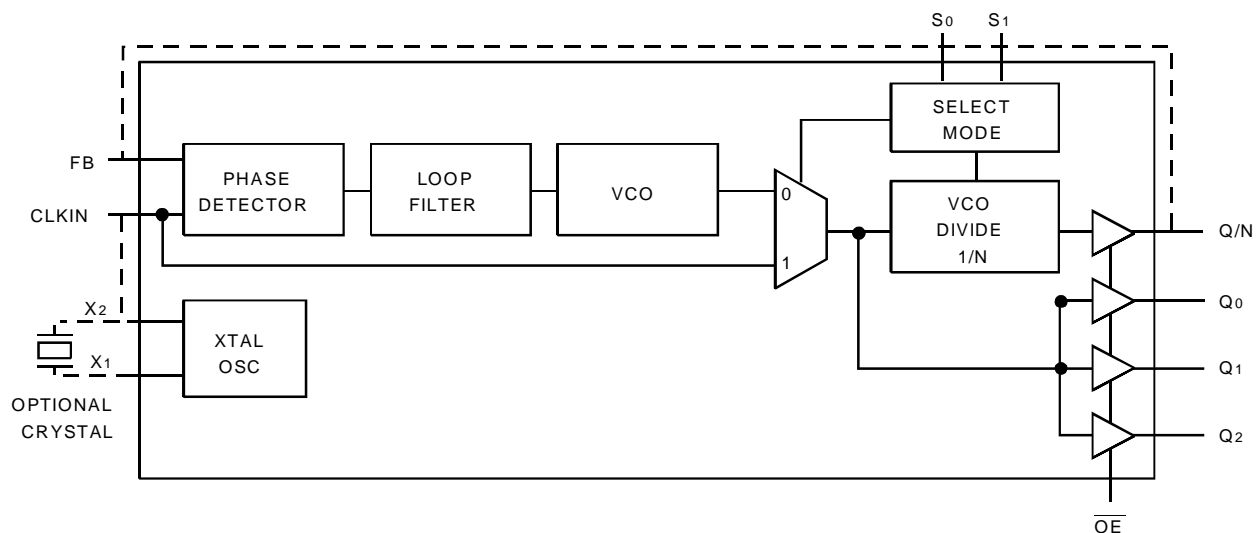 S0 S1
SELECT
MODE
FB
PHASE
DETECTOR
LOOP
FILTER
VCO
0
CLKIN
VCO
DIVIDE
1/N
Q/N
1
X2
Q0
XTAL
OSC
X1
Q1
OPTIONAL
CRYSTAL
Q2
OE